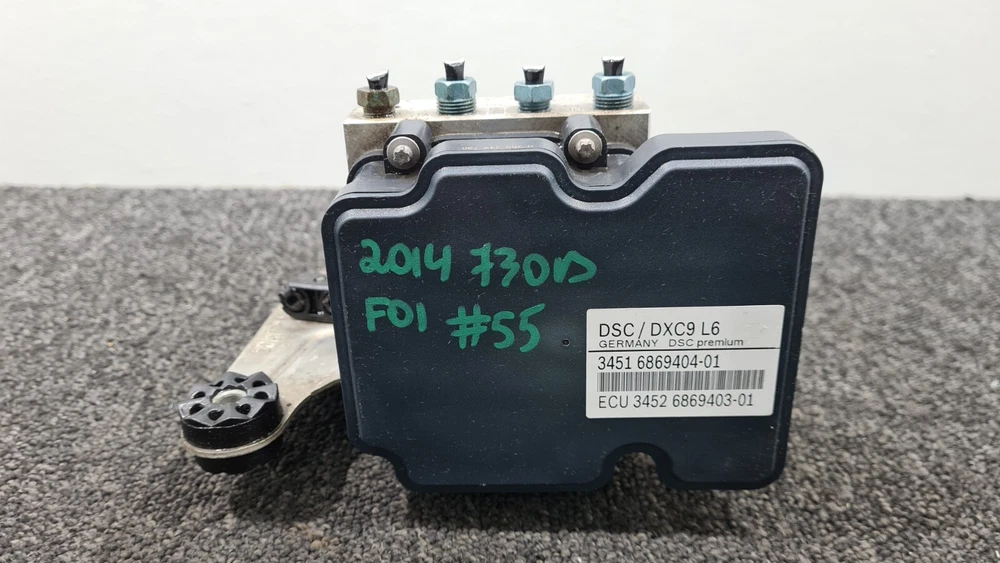 2014 730D
F01 #55
DSC / DXC9 L6
GERMANY DSC premium
3451 6869404-01
ECU 3452 6869403-01